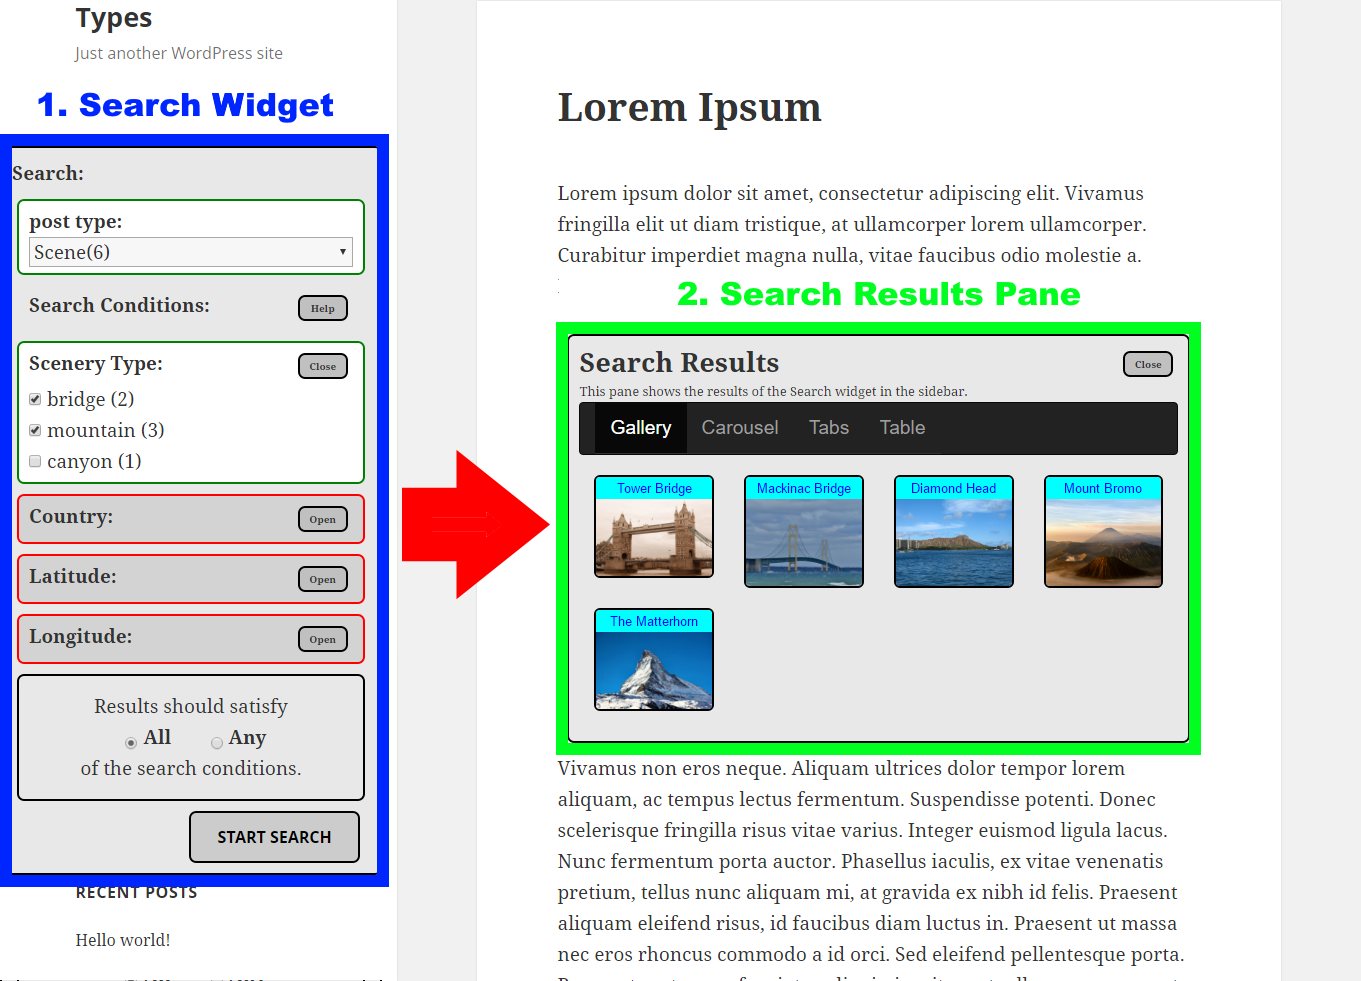 Types
Just another WordPress site
1. Search Widget
Search:
post type:
Scene(6)
Search Conditions:
Help
Scenery Type:
Close
bridge (2)
mountain (3)
canyon (1)
Country:
Open
Latitude:
Open
Longitude:
Open
Results should satisfy
All Any
of the search conditions.
START SEARCH
RECENT POSTS
Hello world!
Lorem Ipsum
Lorem ipsum dolor sit amet, consectetur adipiscing elit. Vivamus
fringilla elit ut diam tristique, at ullamcorper lorem ullamcorper.
Curabitur imperdiet magna nulla, vitae faucibus odio molestie a.
2. Search Results Pane
Search Results
Close
This pane shows the results of the Search widget in the sidebar.
Gallery Carousel Tabs Table
Tower Bridge Mackinac Bridge Diamond Head Mount Bromo
The Matterhorn
Vivamus non eros neque. Aliquam ultrices dolor tempor lorem
aliquam, ac tempus lectus fermentum. Suspendisse potenti. Donec
scelerisque fringilla risus vitae varius. Integer euismod ligula lacus.
Nunc fermentum porta auctor. Phasellus iaculis, ex vitae venenatis
pretium, tellus nunc aliquam mi, at gravida ex nibh id felis. Praesent
aliquam eleifend risus, id faucibus diam luctus in. Praesent ut massa
nec eros rhoncus commodo a id orci. Sed eleifend pellentesque porta.